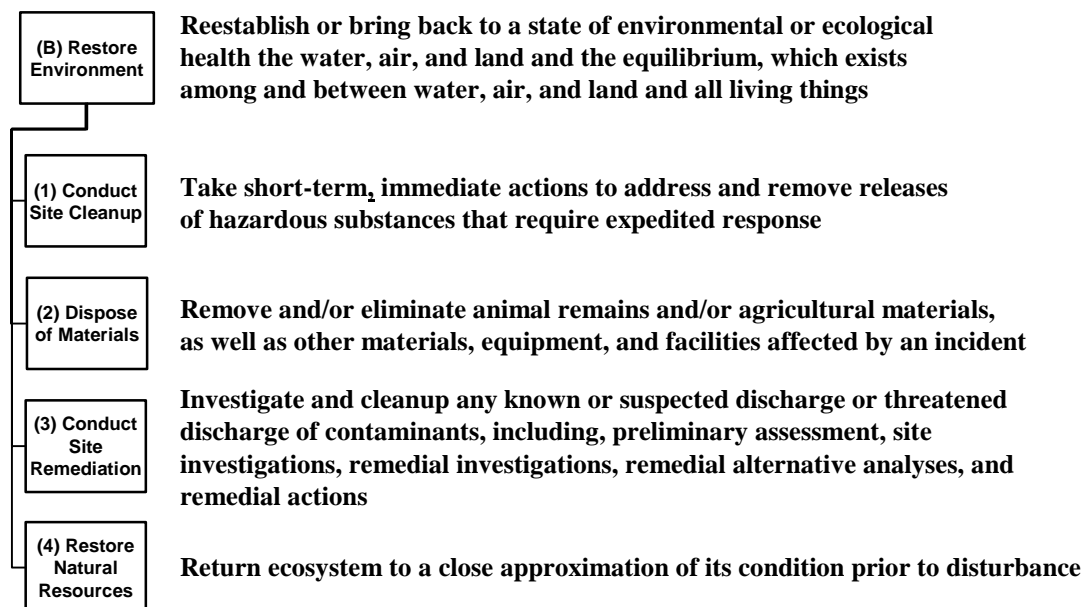 (B) Restore
Environment
Reestablish or bring back to a state of environmental or ecological
health the water, air, and land and the equilibrium, which exists
among and between water, air, and land and all living things
(1) Conduct
Site Cleanup
Take short-term, immediate actions to address and remove releases
of hazardous substances that require expedited response
(2) Dispose
of Materials
Remove and/or eliminate animal remains and/or agricultural materials,
as well as other materials, equipment, and facilities affected by an incident
(3) Conduct
Site
Remediation
Investigate and cleanup any known or suspected discharge or threatened
discharge of contaminants, including, preliminary assessment, site
investigations, remedial investigations, remedial alternative analyses, and
remedial actions
(4) Restore
Natural
Resources
Return ecosystem to a close approximation of its condition prior to disturbance